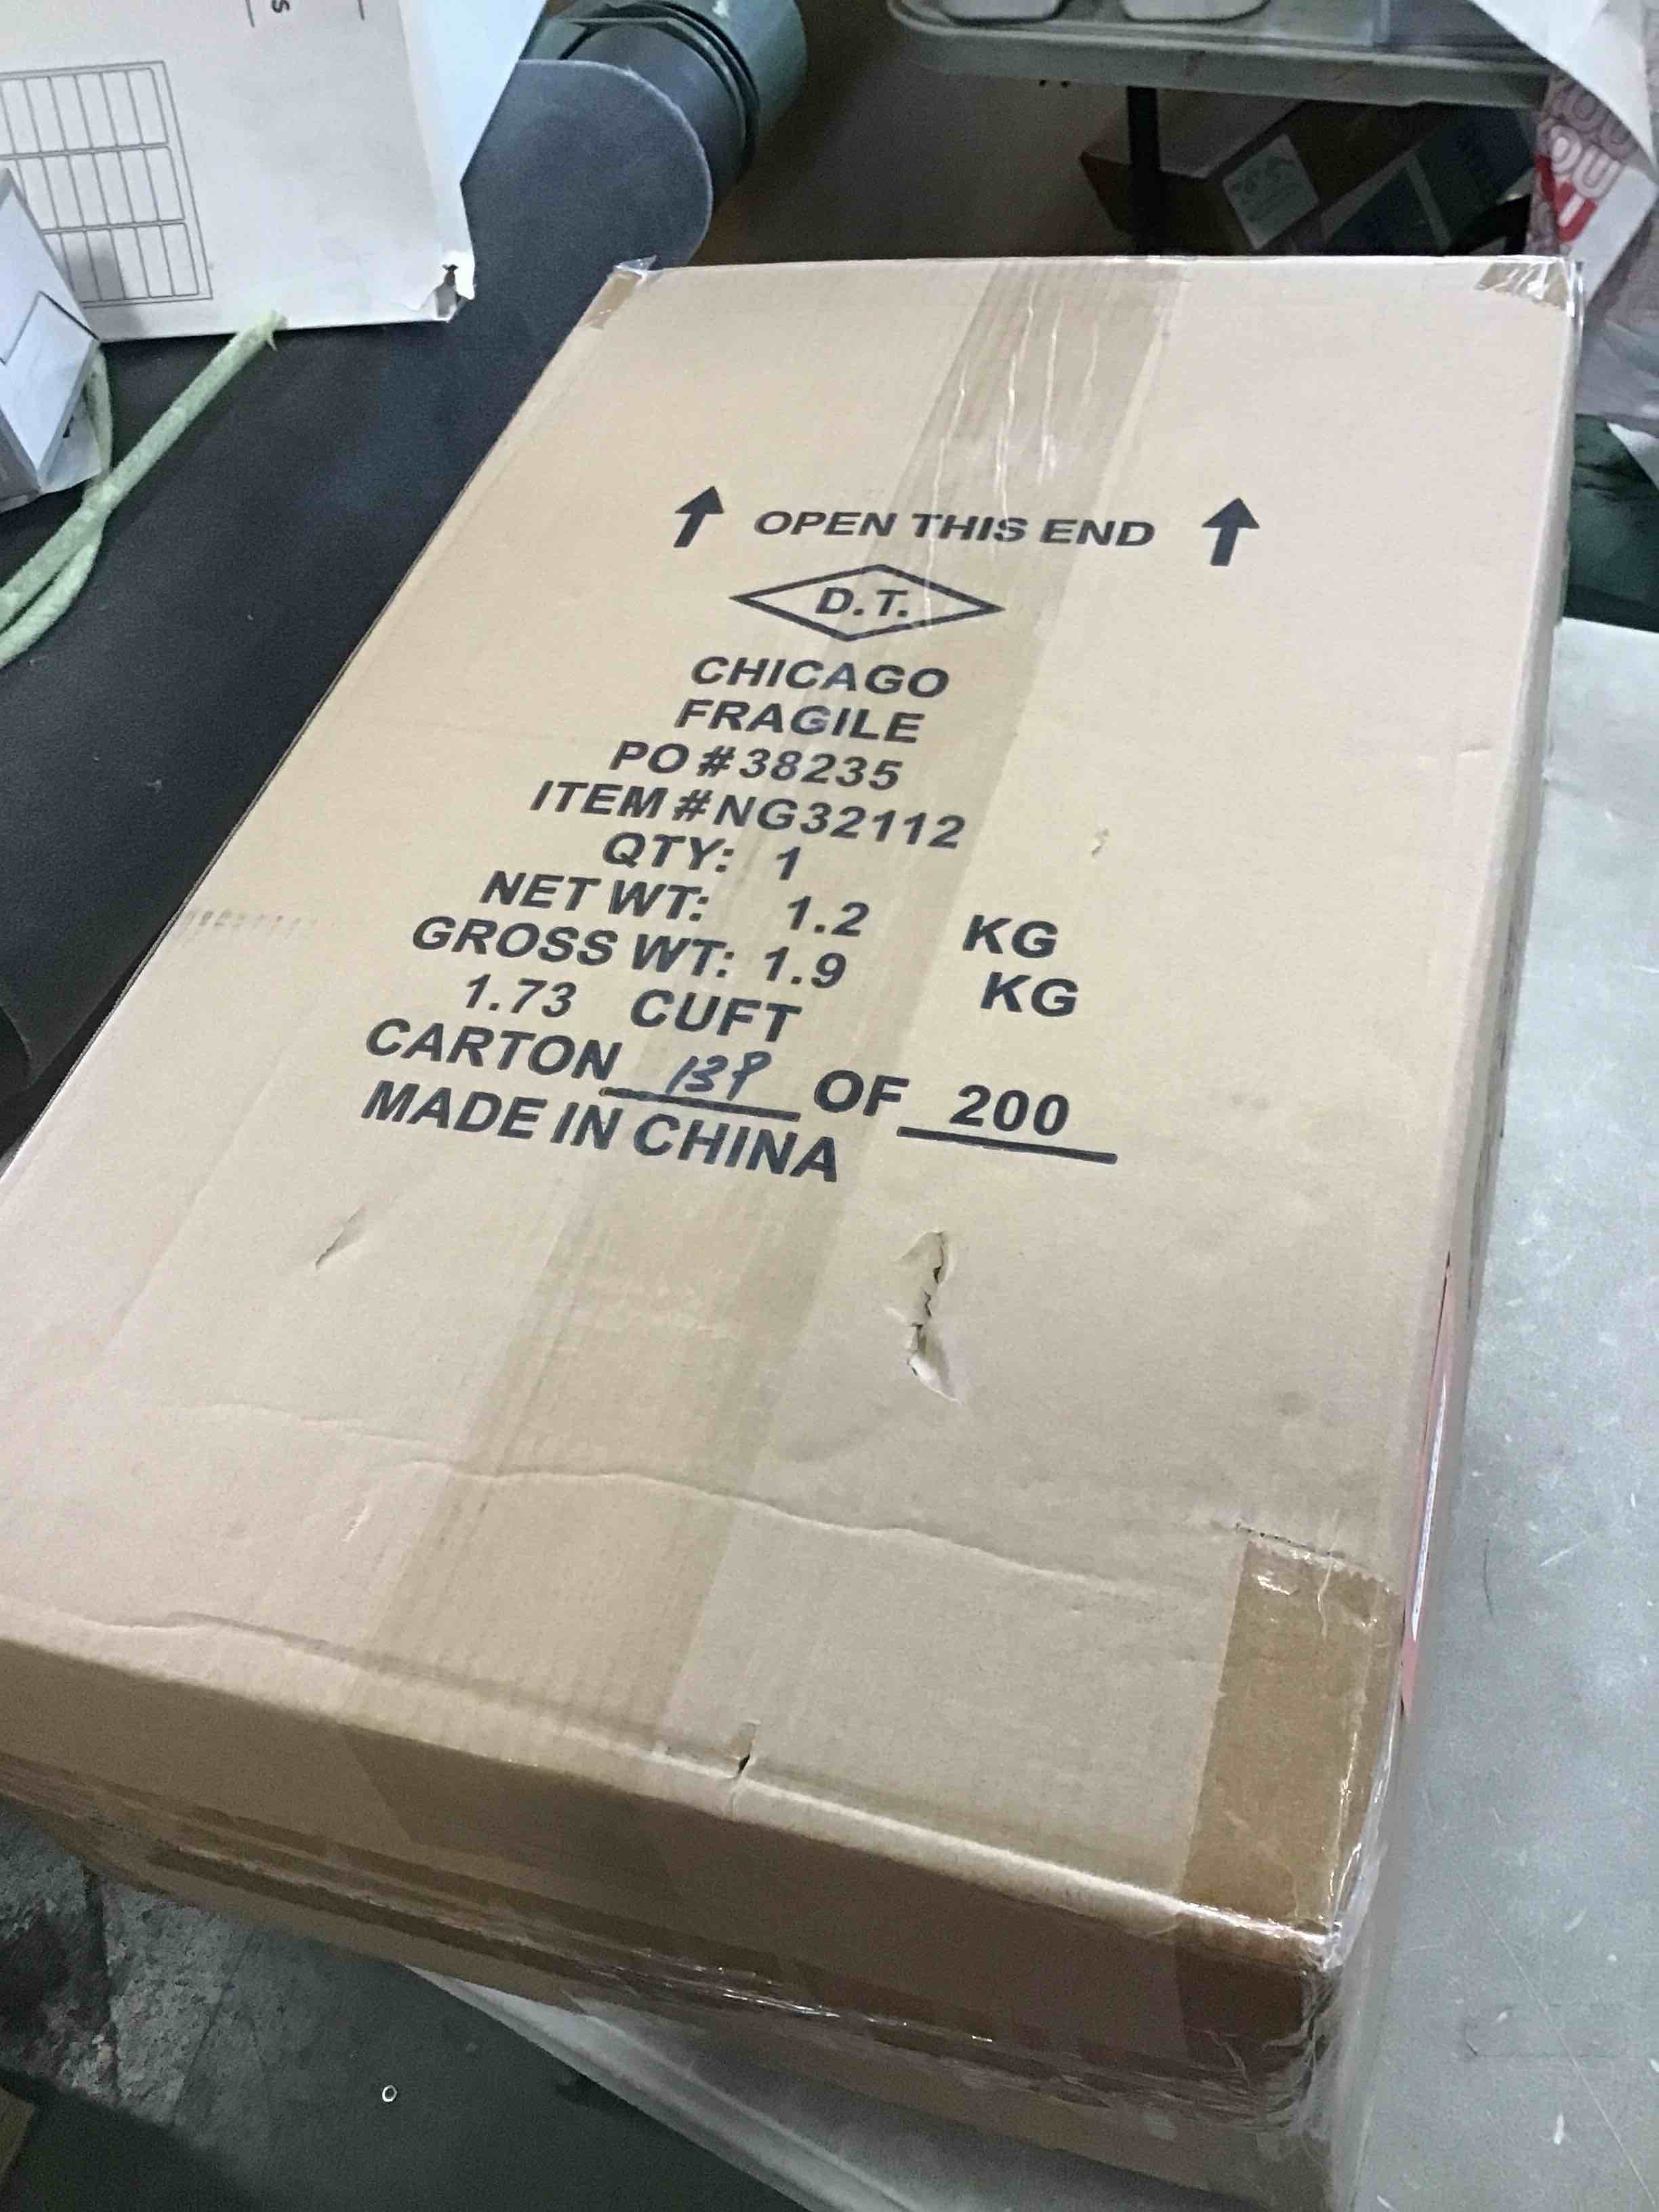 ↑ OPEN THIS END ↑
D.T.
CHICAGO
FRAGILE
PO#38235
ITEM#NG32112
QTY: 1
NET WT: 1.2 KG
GROSS WT: 1.9 KG
1.73 CUFT
CARTON 139 OF 200
MADE IN CHINA